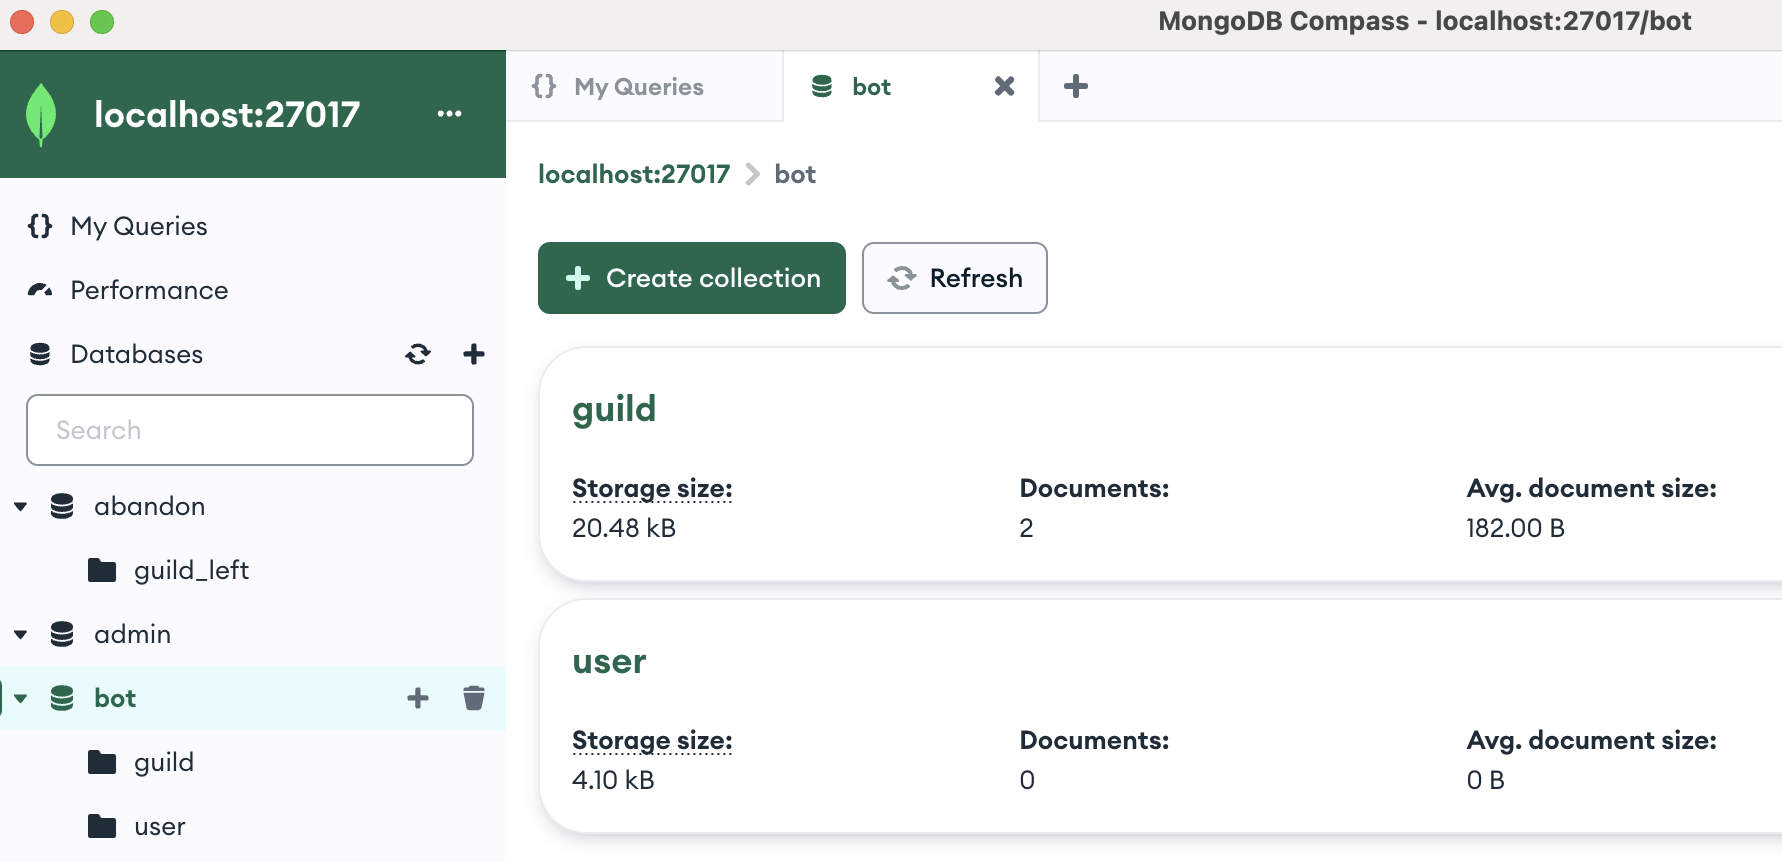 MongoDB Compass - localhost:27017/bot
localhost:27017
My Queries
bot
localhost:27017 > bot
My Queries
Performance
Databases
Search
abandon
guild_left
admin
bot
guild
user
Create collection
Refresh
guild
Storage size: Documents: Avg. document size:
20.48 kB 2 182.00 B
user
Storage size: Documents: Avg. document size:
4.10 kB 0 0 B